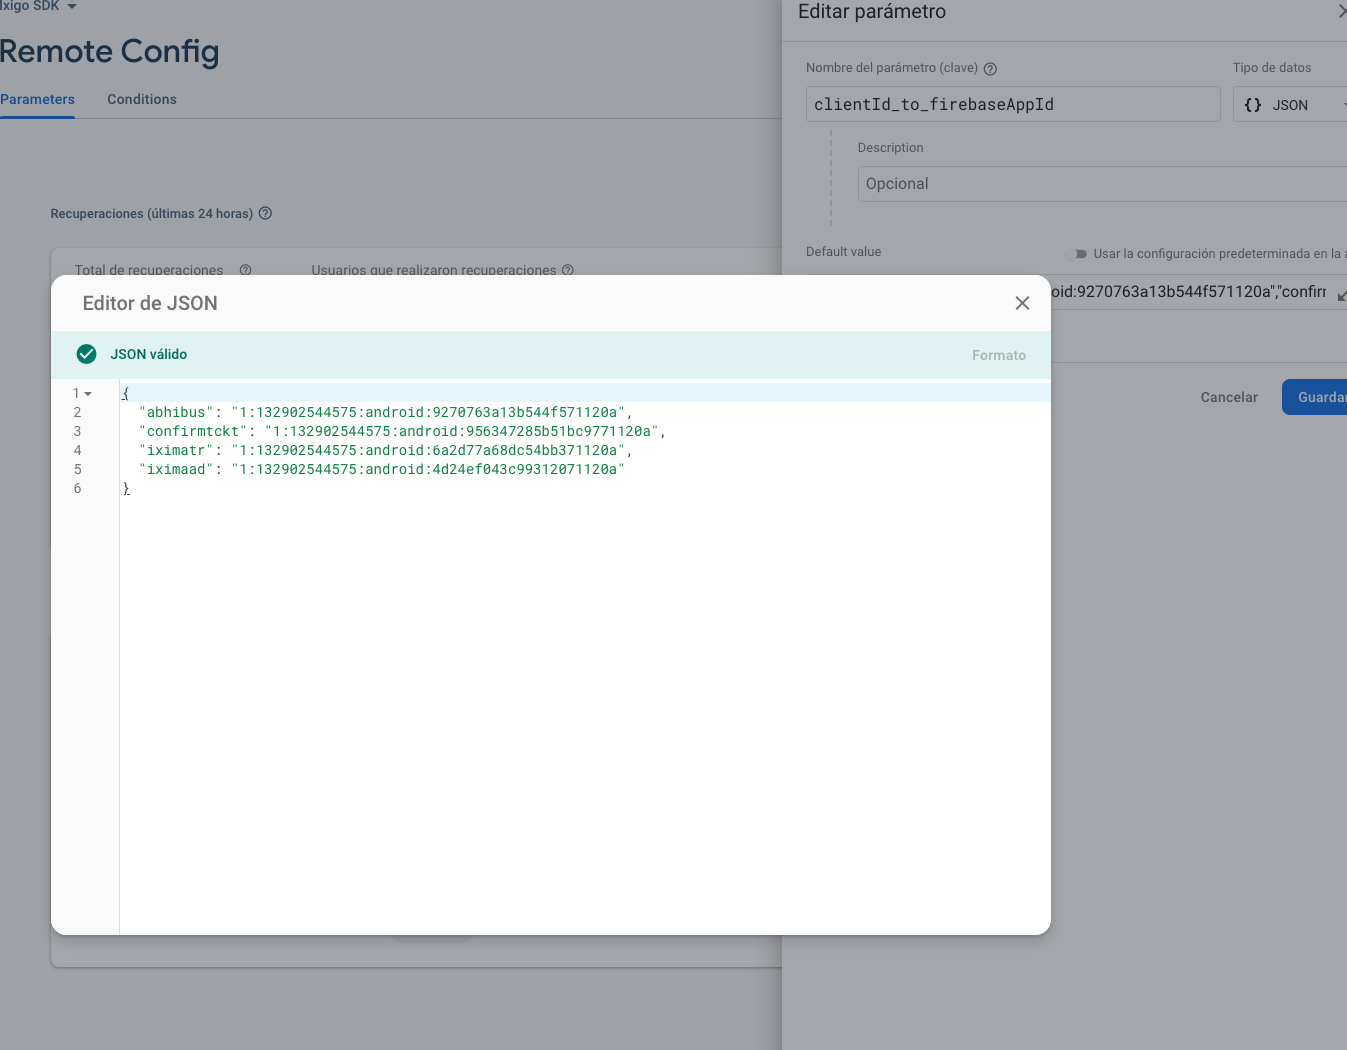 Ixigo SDK
Remote Config
Parameters
Conditions
Recuperaciones (últimas 24 horas)
Total de recuperaciones
Usuarios que realizaron recuperaciones
Editar parámetro
Nombre del parámetro (clave)
Tipo de datos
clientId_to_firebaseAppId
{} JSON
Description
Opcional
Default value
Usar la configuración predeterminada en la
oid:9270763a13b544f571120a","confir
Cancelar
Guardar
Editor de JSON
JSON válido
Formato
1 {
2 "abhibus": "1:132902544575:android:9270763a13b544f571120a",
3 "confirmtckt": "1:132902544575:android:956347285b51bc9771120a",
4 "iximatr": "1:132902544575:android:6a2d77a68dc54bb371120a",
5 "iximaad": "1:132902544575:android:4d24ef043c99312071120a"
6 }